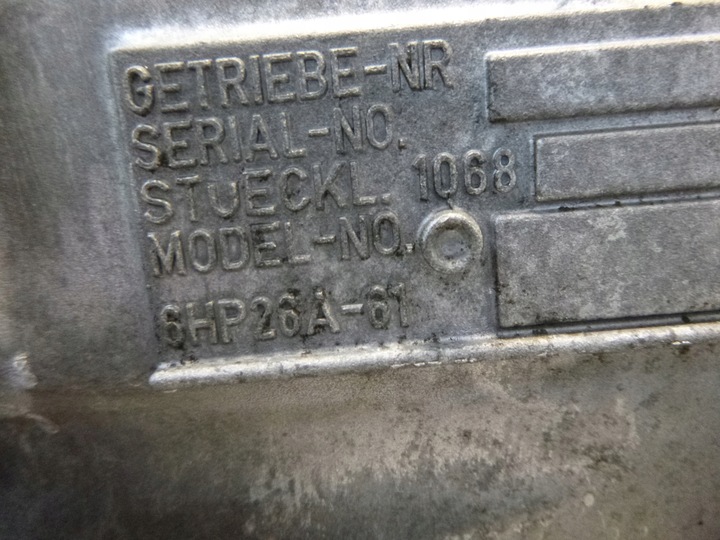 GETRIEBE-NR
SERIAL-NO.
STUECKL. 1068
MODEL-NO.
6HP26A-61